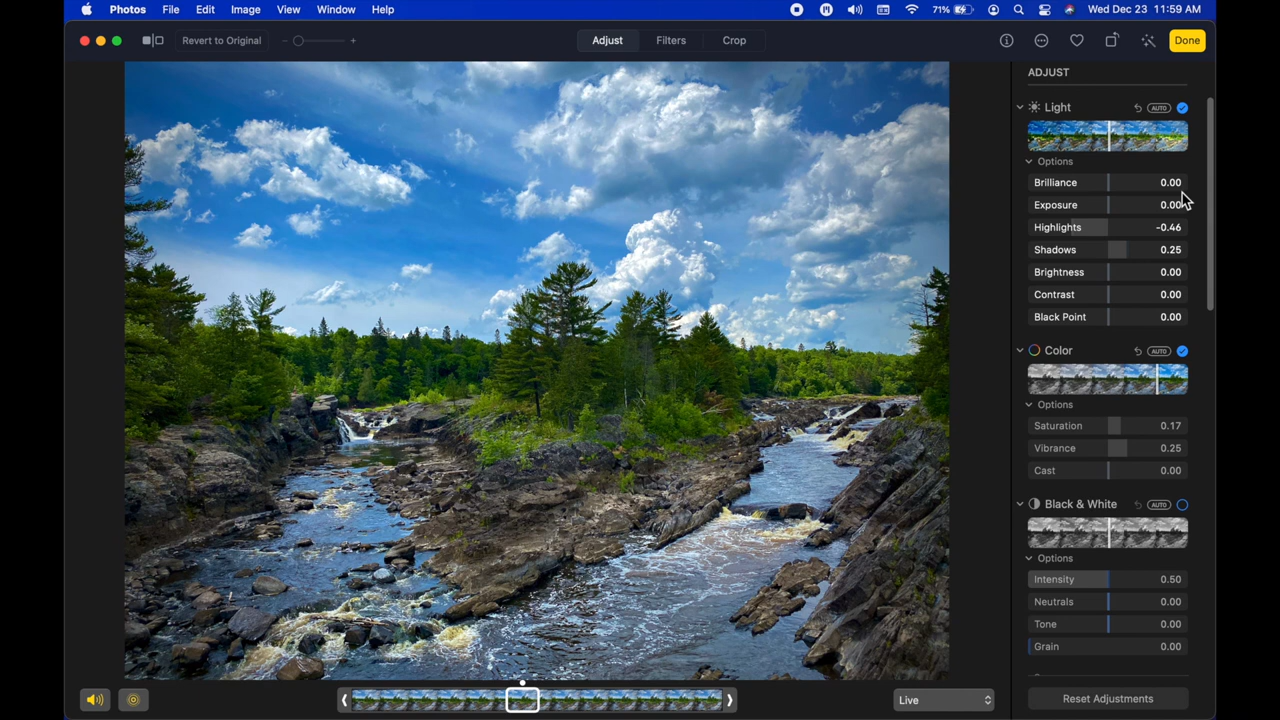 Photos File Edit Image View Window Help 71% Wed Dec 23 11:59 AM
Revert to Original Adjust Filters Crop Done
ADJUST
Light AUTO
Options
Brilliance 0.00
Exposure 0.00
Highlights -0.46
Shadows 0.25
Brightness 0.00
Contrast 0.00
Black Point 0.00
Color AUTO
Options
Saturation 0.17
Vibrance 0.25
Cast 0.00
Black & White AUTO
Options
Intensity 0.50
Neutrals 0.00
Tone 0.00
Grain 0.00
Live Reset Adjustments